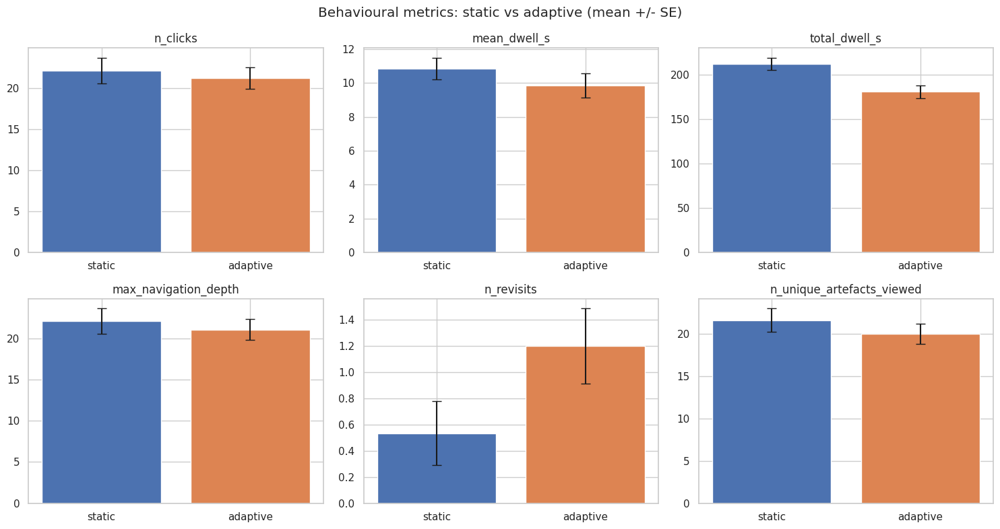 Behavioural metrics: static vs adaptive (mean +/- SE)
n_clicks
20
15
10
5
0
static adaptive
mean_dwell_s
12
10
8
6
4
2
0
static adaptive
total_dwell_s
200
150
100
50
0
static adaptive
max_navigation_depth
20
15
10
5
0
static adaptive
n_revisits
1.4
1.2
1.0
0.8
0.6
0.4
0.2
0.0
static adaptive
n_unique_artefacts_viewed
20
15
10
5
0
static adaptive